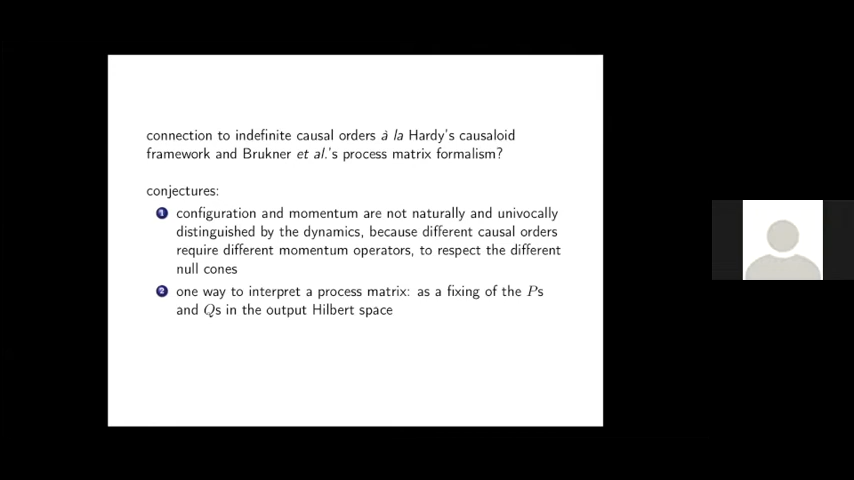 connection to indefinite causal orders à la Hardy's causaloid
framework and Brukner et al.'s process matrix formalism?
conjectures:
1 configuration and momentum are not naturally and univocally
distinguished by the dynamics, because different causal orders
require different momentum operators, to respect the different
null cones
2 one way to interpret a process matrix: as a fixing of the Ps
and Qs in the output Hilbert space